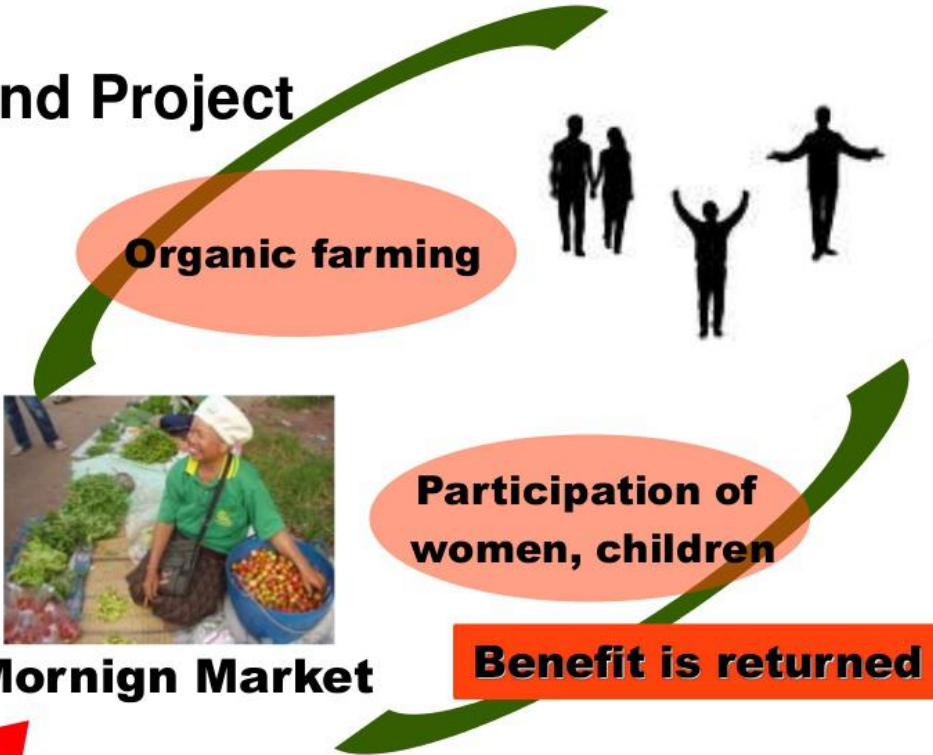 nd Project
Organic farming
Participation of
women, children
Benefit is returned
Mornign Market